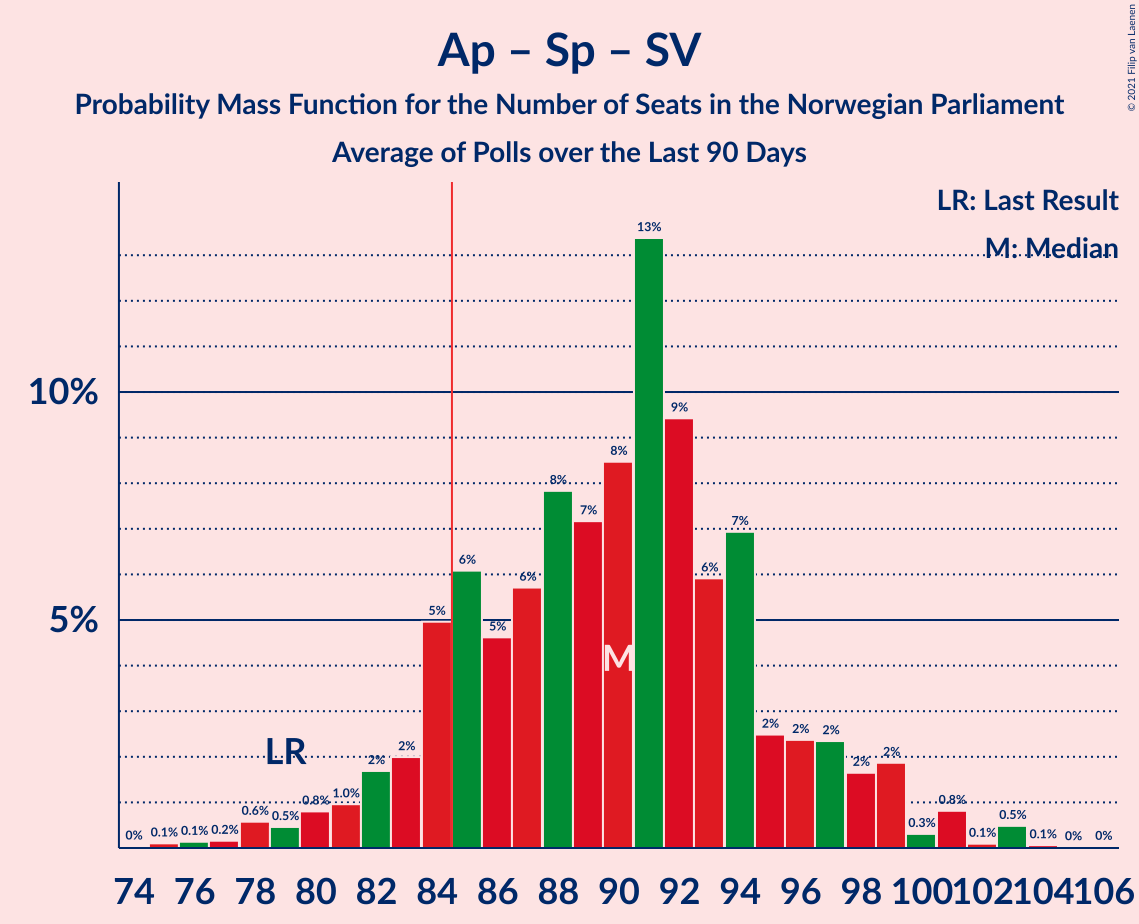 © 2021 Filip van Laenen
Ap – Sp – SV
Probability Mass Function for the Number of Seats in the Norwegian Parliament
Average of Polls over the Last 90 Days
LR: Last Result
M: Median
10%
5%
LR
M
0% 0.1% 0.1% 0.2% 0.6% 0.5% 0.8% 1.0% 2% 2% 5% 6% 5% 6% 8% 7% 8% 13% 9% 6% 7% 2% 2% 2% 2% 2% 0.3% 0.8% 0.1% 0.5% 0.1% 0% 0%
74 76 78 80 82 84 86 88 90 92 94 96 98 100 102 104 106